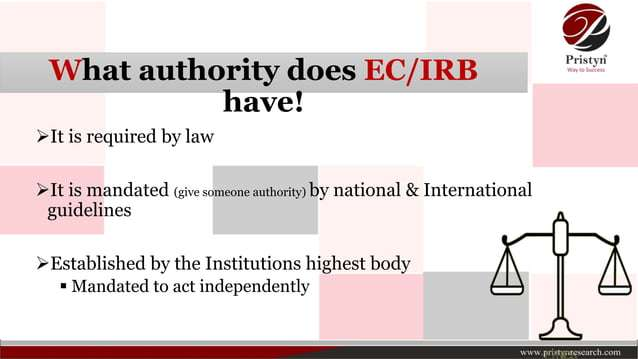 Pristyn®
Way to Success
What authority does EC/IRB
have!
➢It is required by law
➢It is mandated (give someone authority) by national & International
guidelines
➢Established by the Institutions highest body
▪ Mandated to act independently
www.pristynresearch.com